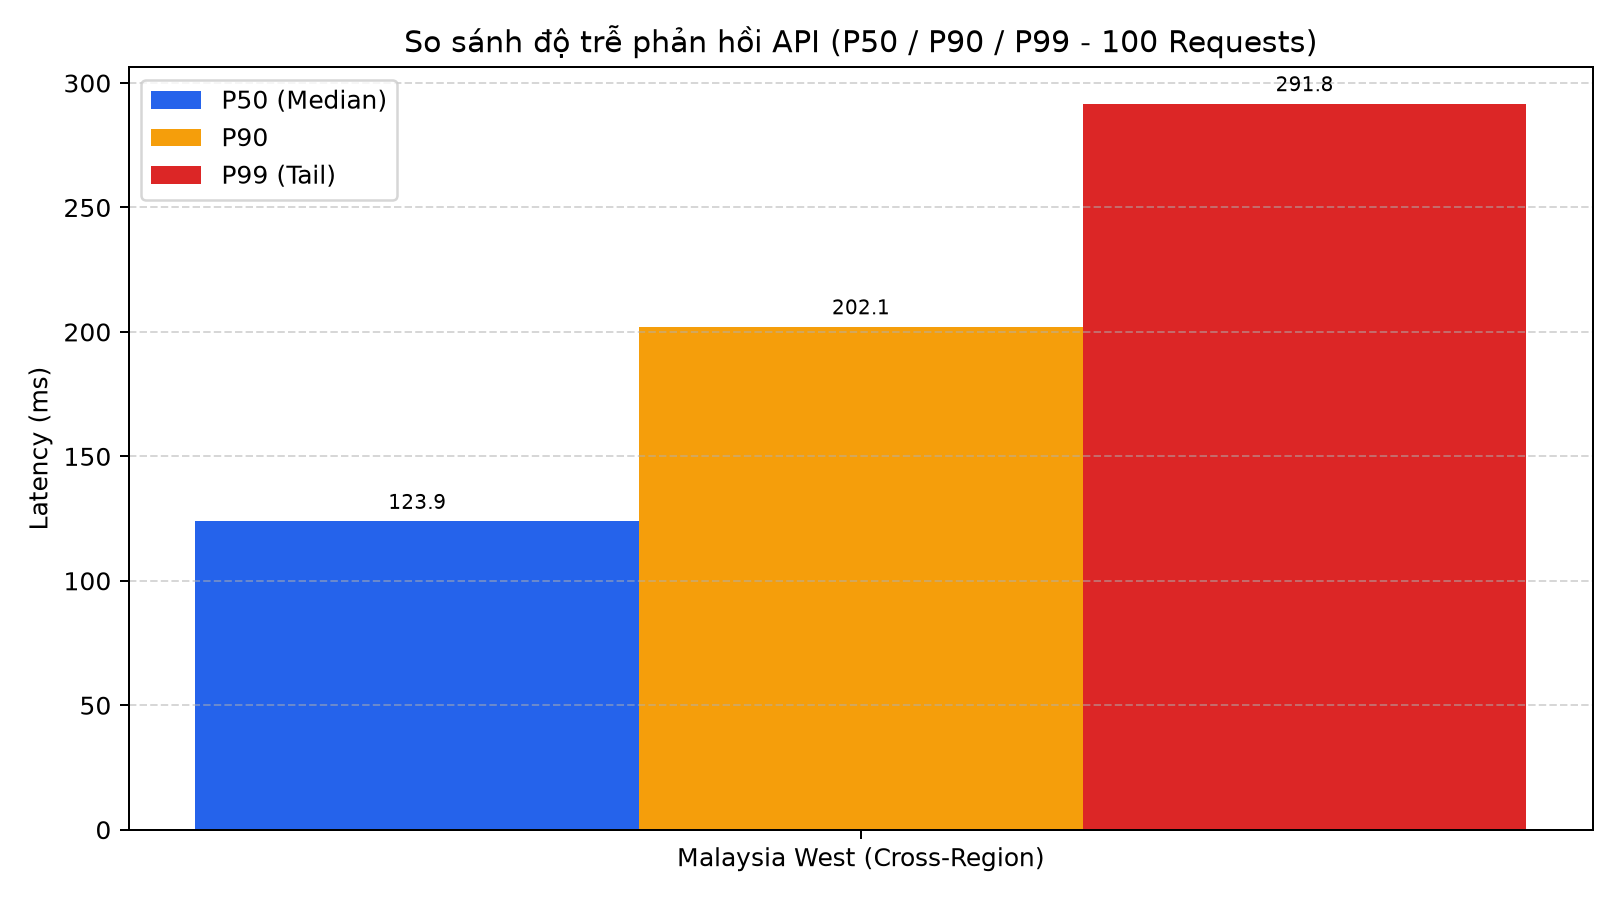 So sánh độ trễ phản hồi API (P50 / P90 / P99 - 100 Requests)
P50 (Median)
P90
P99 (Tail)
Latency (ms)
300
250
200
150
100
50
0
123.9
202.1
291.8
Malaysia West (Cross-Region)